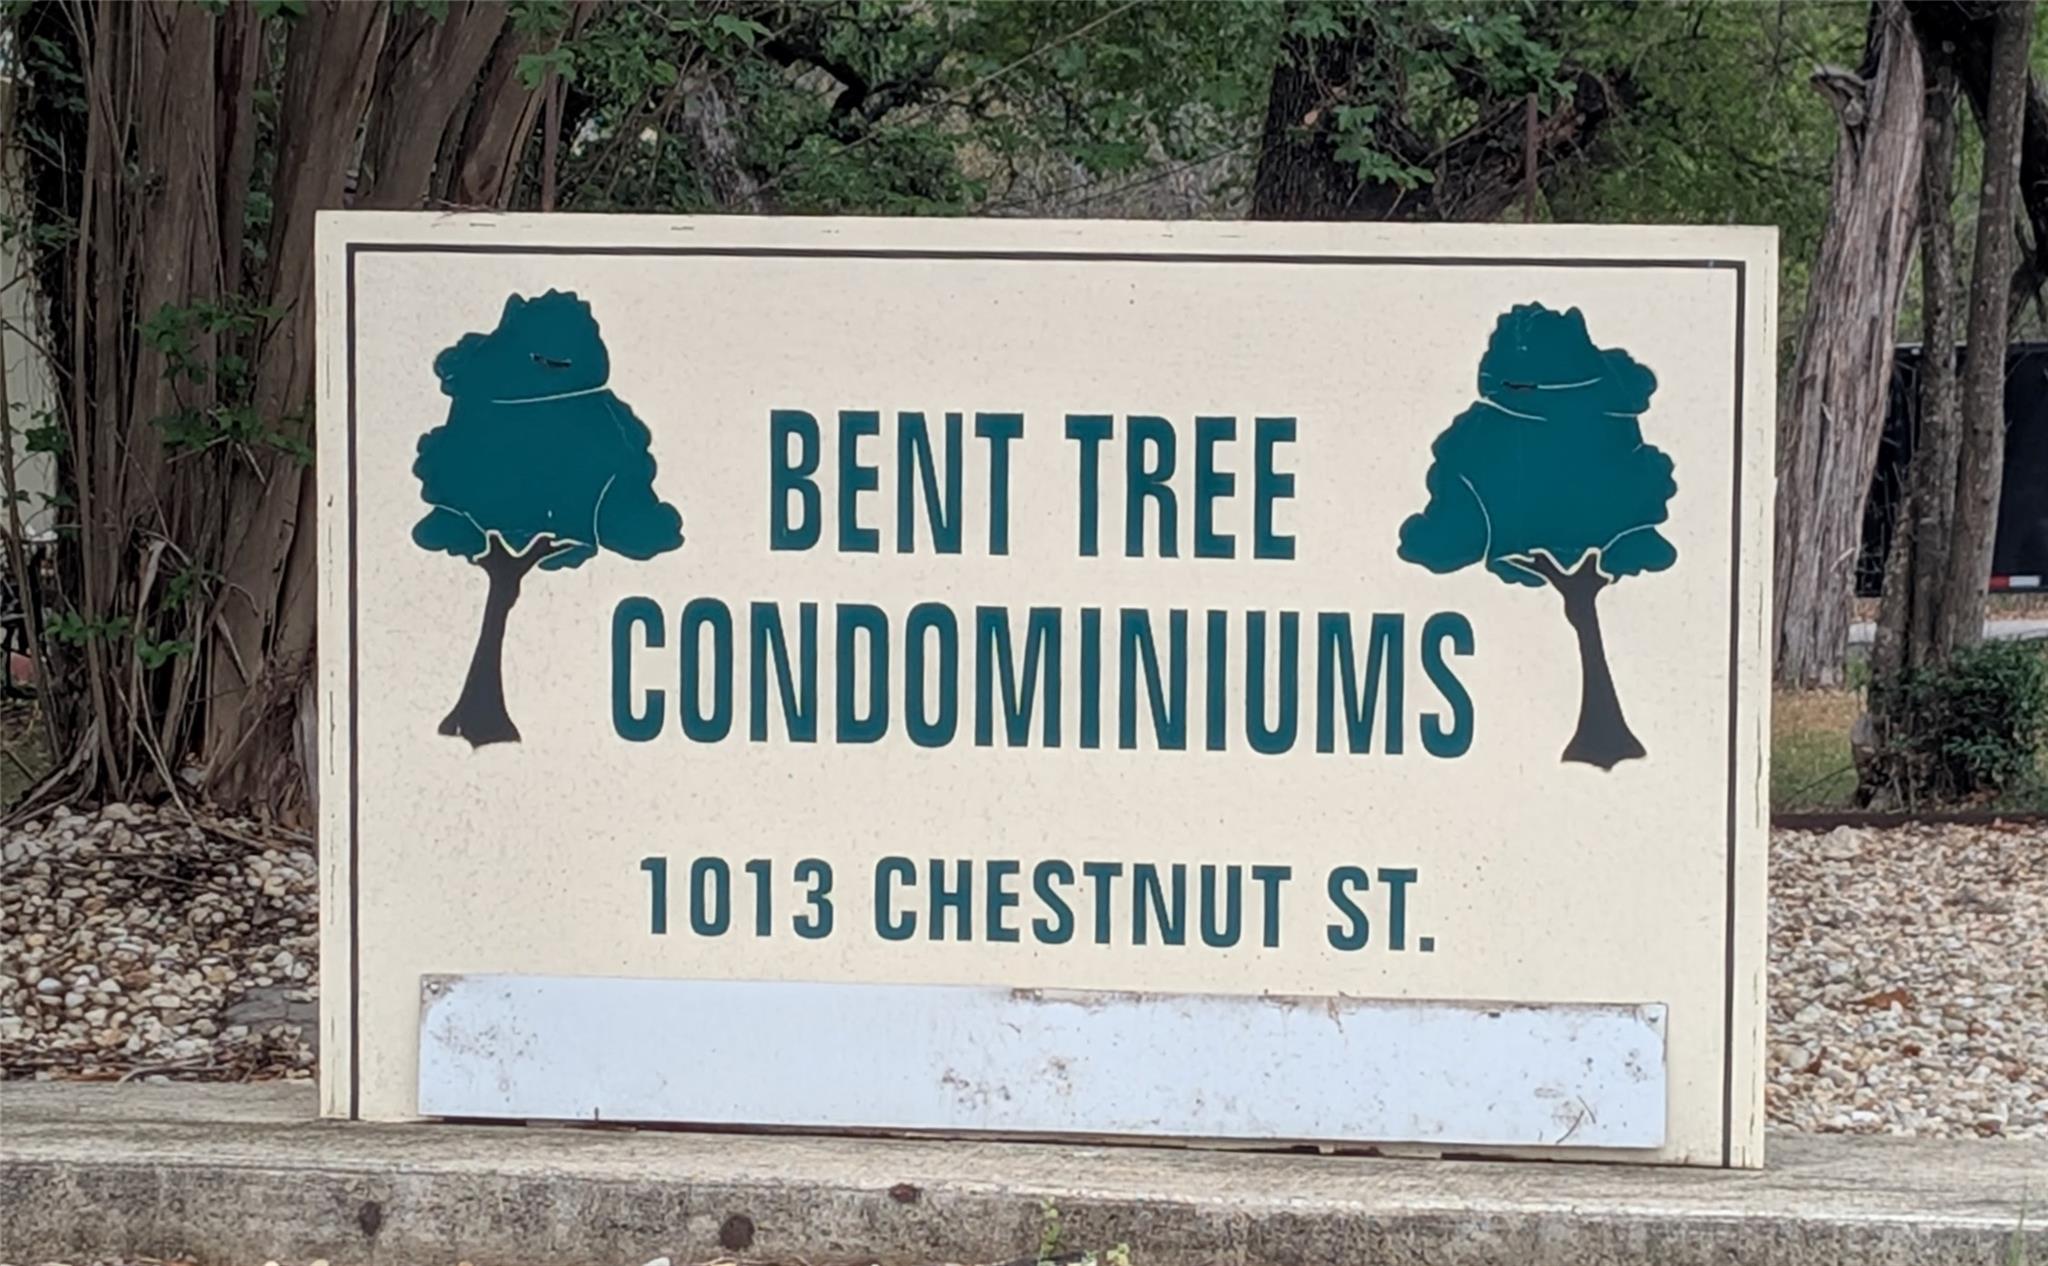 BENT TREE
CONDOMINIUMS
1013 CHESTNUT ST.